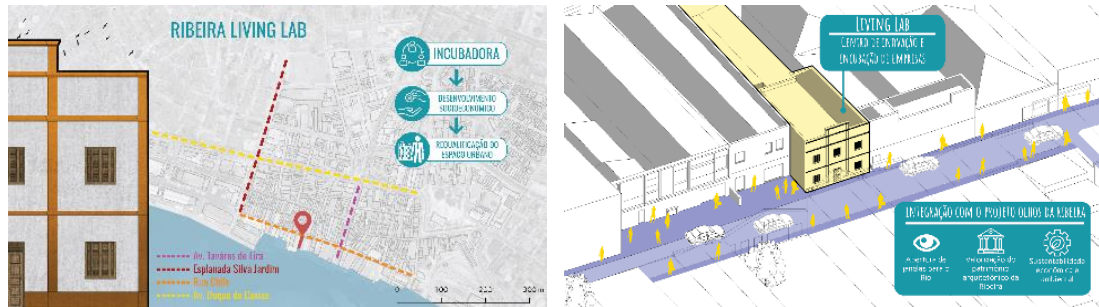 RIBEIRA LIVING LAB
INCUBADORA
DESENVOLVIMENTO
SOCIOECONÔMICO
REQUALIFICAÇÃO DO
ESPAÇO URBANO
Av. Tavares de Lira
Esplanada Silva Jardim
Rua Chile
Av. Duque de Caxias
0 100 200 300 m
LIVING LAB
CENTRO DE INOVAÇÃO E
INCUBAÇÃO DE EMPRESAS
INTEGRAÇÃO COM O PROJETO OLHOS DA RIBEIRA
Abertura de
janelas para o
Rio
Valorização do
patrimônio
arquitetônico da
Ribeira
Sustentabilidade
econômica e
ambiental